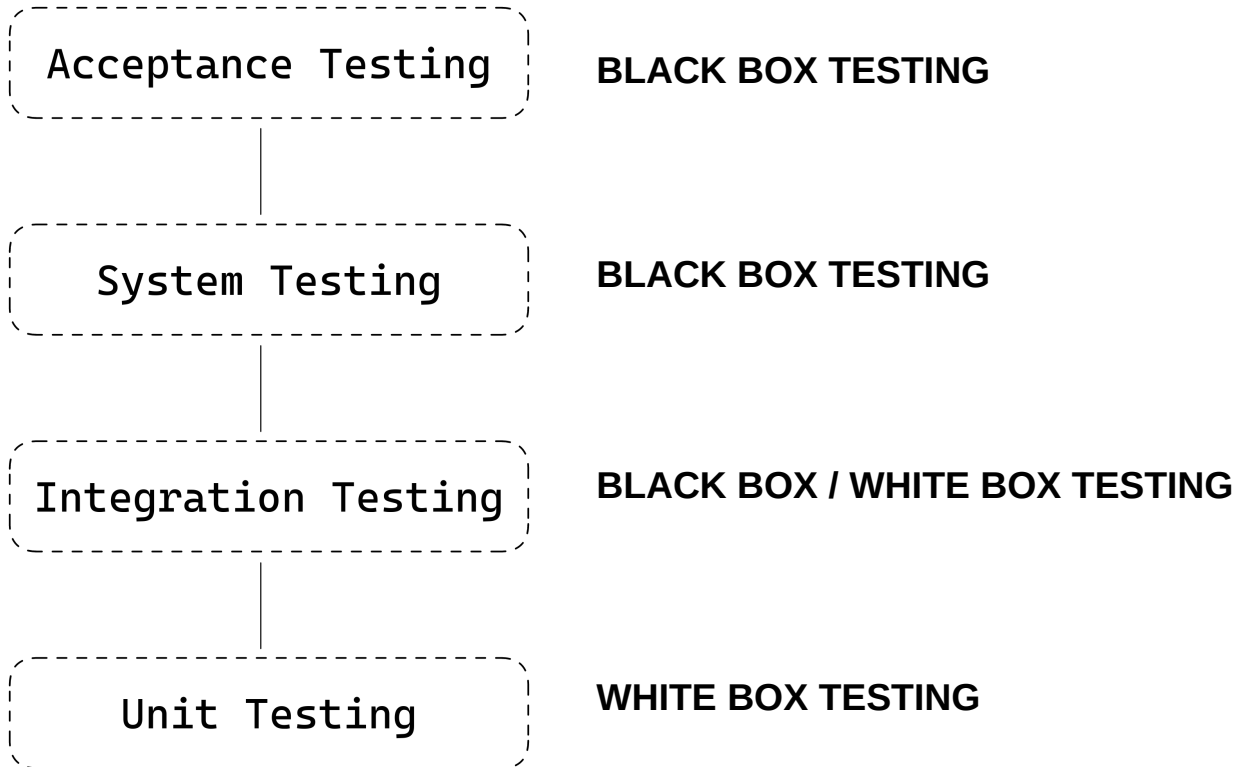 Acceptance Testing
BLACK BOX TESTING
System Testing
BLACK BOX TESTING
Integration Testing
BLACK BOX / WHITE BOX TESTING
Unit Testing
WHITE BOX TESTING